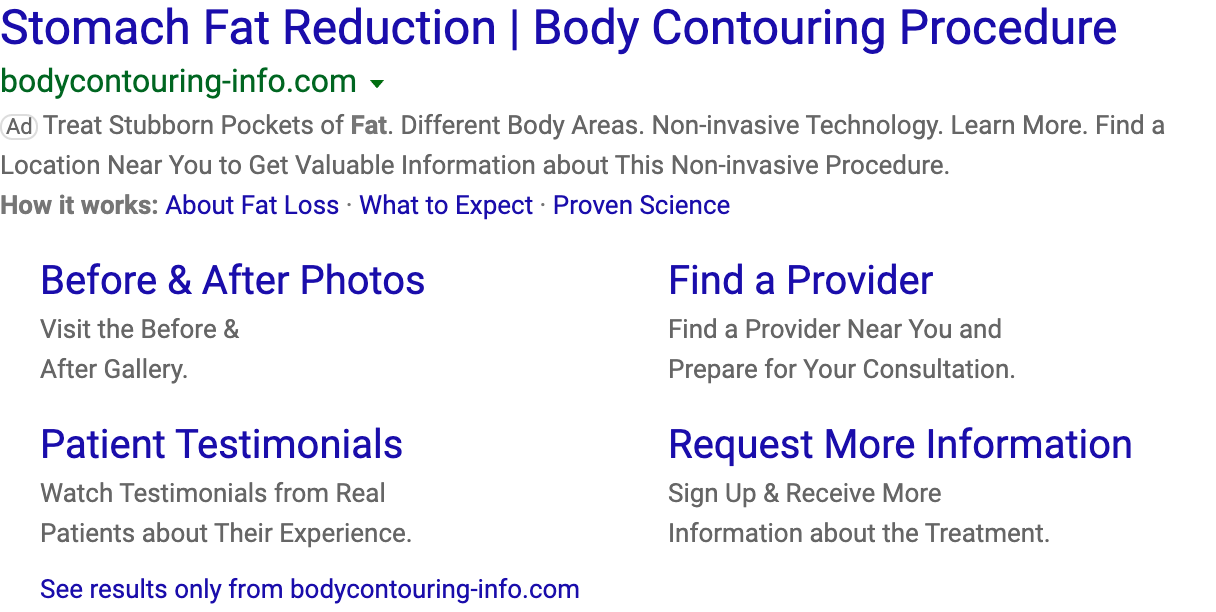 Stomach Fat Reduction | Body Contouring Procedure
bodycontouring-info.com
Ad Treat Stubborn Pockets of Fat. Different Body Areas. Non-invasive Technology. Learn More. Find a
Location Near You to Get Valuable Information about This Non-invasive Procedure.
How it works: About Fat Loss · What to Expect · Proven Science
Before & After Photos
Visit the Before &
After Gallery.
Find a Provider
Find a Provider Near You and
Prepare for Your Consultation.
Patient Testimonials
Watch Testimonials from Real
Patients about Their Experience.
Request More Information
Sign Up & Receive More
Information about the Treatment.
See results only from bodycontouring-info.com